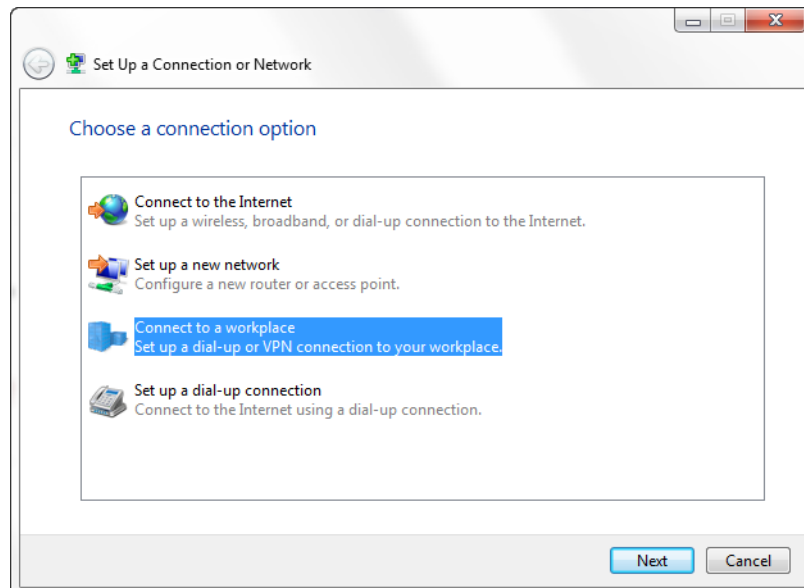 Set Up a Connection or Network
Choose a connection option
Connect to the Internet
Set up a wireless, broadband, or dial-up connection to the Internet.
Set up a new network
Configure a new router or access point.
Connect to a workplace
Set up a dial-up or VPN connection to your workplace.
Set up a dial-up connection
Connect to the Internet using a dial-up connection.
Next Cancel